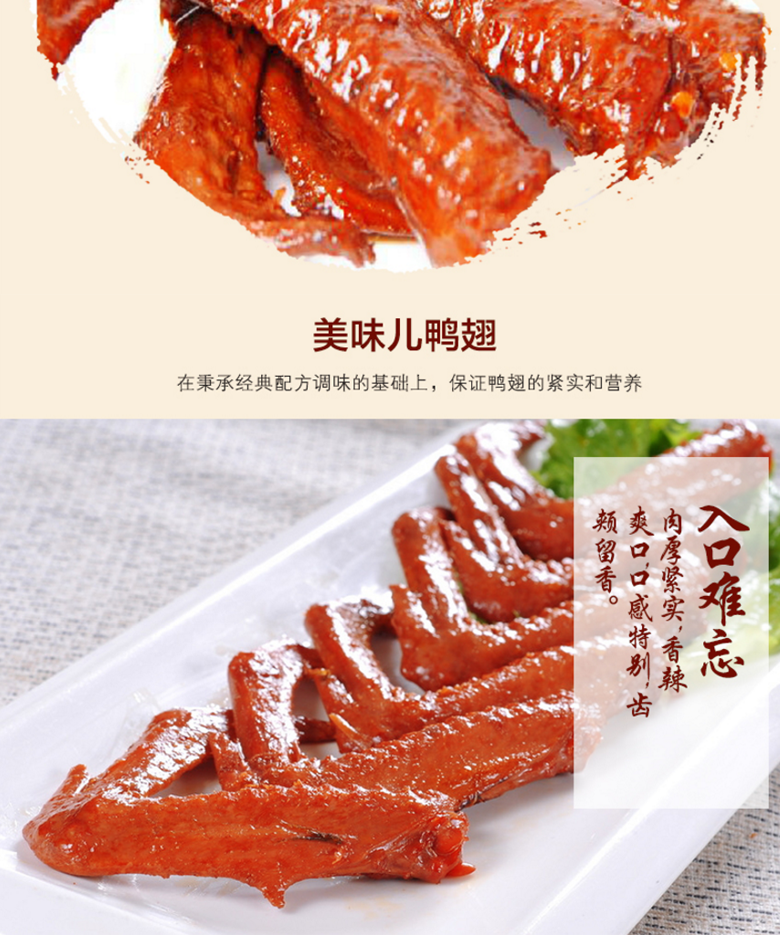 美味儿鸭翅
在秉承经典配方调味的基础上，保证鸭翅的紧实和营养
入口难忘
肉厚紧实，香辣
爽口，口感特别，齿
颊留香。